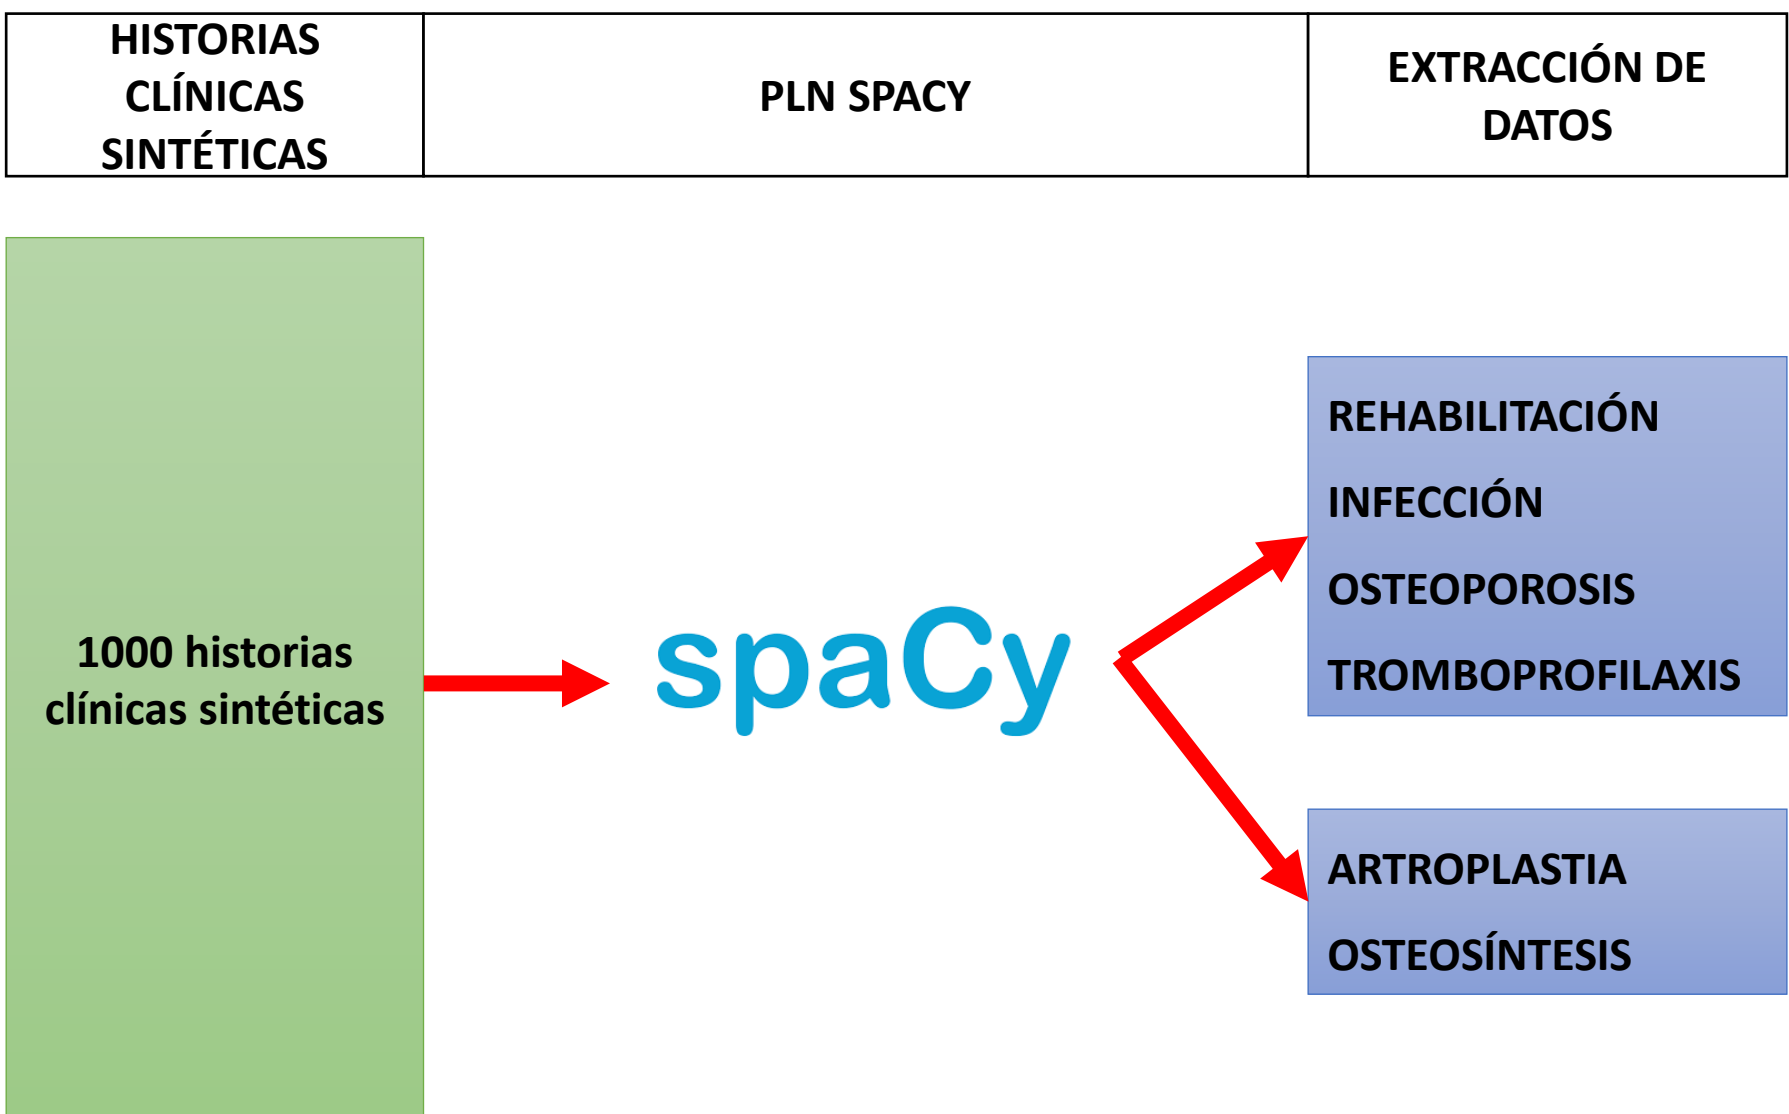 HISTORIAS
CLÍNICAS
SINTÉTICAS
PLN SPACY
EXTRACCIÓN DE
DATOS
1000 historias
clínicas sintéticas
spaCy
REHABILITACIÓN
INFECCIÓN
OSTEOPOROSIS
TROMBOPROFILAXIS
ARTROPLASTIA
OSTEOSÍNTESIS